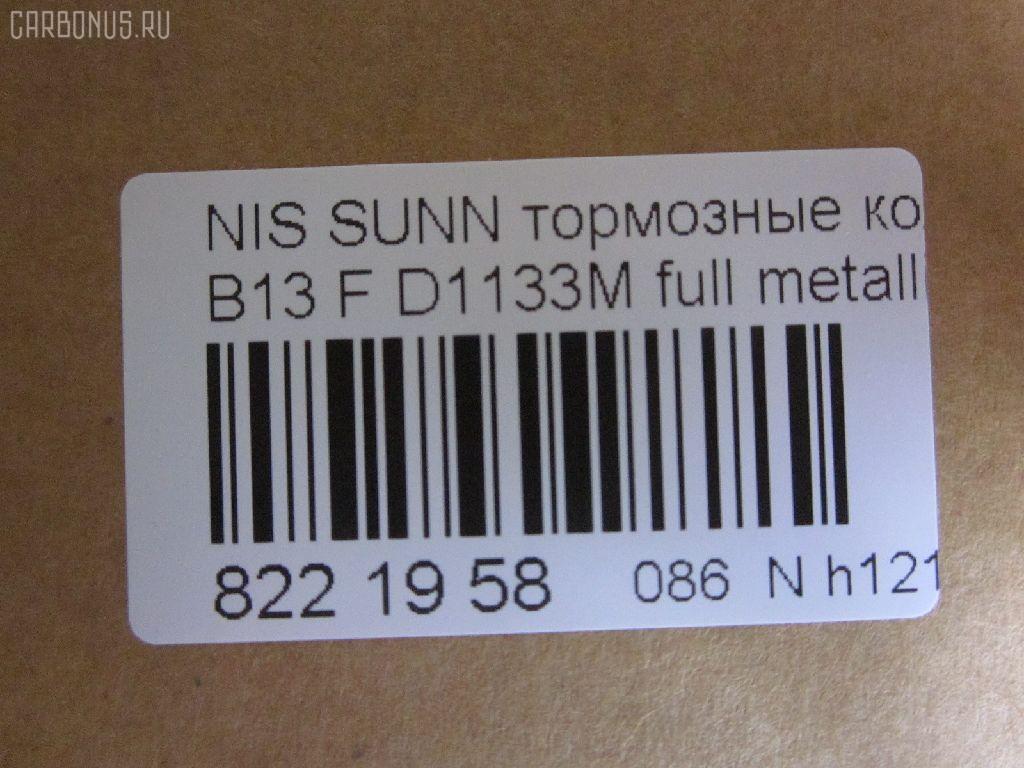 CARBONUS.RU
NIS SUNN тормозные ко
B13 F D1133M full metall
822 19 58 086 N h121